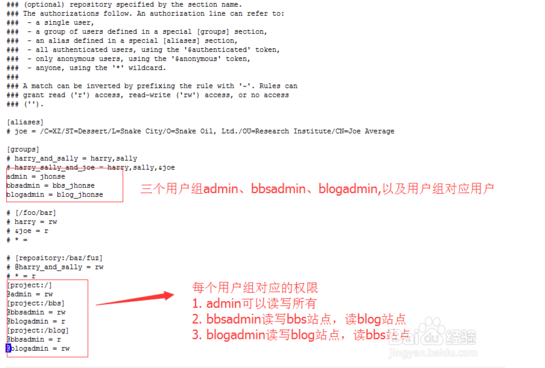 ### (optional) repository specified by the section name.
### The authorizations follow. An authorization line can refer to:
###  - a single user,
###  - a group of users defined in a special [groups] section,
###  - an alias defined in a special [aliases] section,
###  - all authenticated users, using the '$authenticated' token,
###  - only anonymous users, using the '$anonymous' token,
###  - anyone, using the '*' wildcard.
###
### A match can be inverted by prefixing the rule with '~'. Rules can
### grant read ('r') access, read-write ('rw') access, or no access
### ('').
[aliases]
# joe = /C=XZ/ST=Dessert/L=Snake City/O=Snake Oil, Ltd./OU=Research Institute/CN=Joe Average
[groups]
# harry_and_sally = harry,sally
# harry_sally_and_joe = harry,sally,&joe
admin = jhonse
bbsadmin = bbs_jhonse
blogadmin = blog_jhonse
三个用户组admin、bbsadmin、blogadmin,以及用户组对应用户
# [/foo/bar]
# harry = rw
# &joe = r
# * =
# [repository:/baz/fuz]
# @harry_and_sally = rw
# * = r
[project:/]
@admin = rw
[project:/bbs]
@bbsadmin = rw
@blogadmin = r
[project:/blog]
@bbsadmin = r
@blogadmin = rw
每个用户组对应的权限
1. admin可以读写所有
2. bbsadmin读写bbs站点，读blog站点
3. blogadmin读写blog站点，读bbs站点
Baidu 经验
jingyan.baidu.com